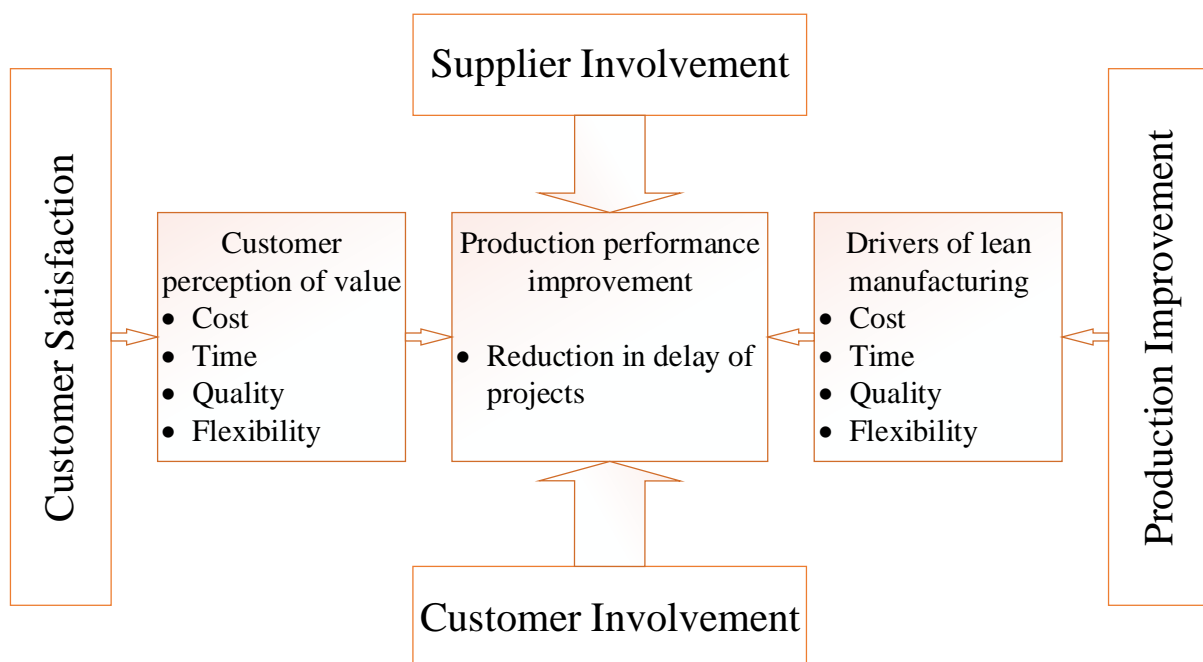 Supplier Involvement
Customer Satisfaction
Customer
perception of value
• Cost
• Time
• Quality
• Flexibility
Production performance
improvement
• Reduction in delay of
projects
Drivers of lean
manufacturing
• Cost
• Time
• Quality
• Flexibility
Production Improvement
Customer Involvement